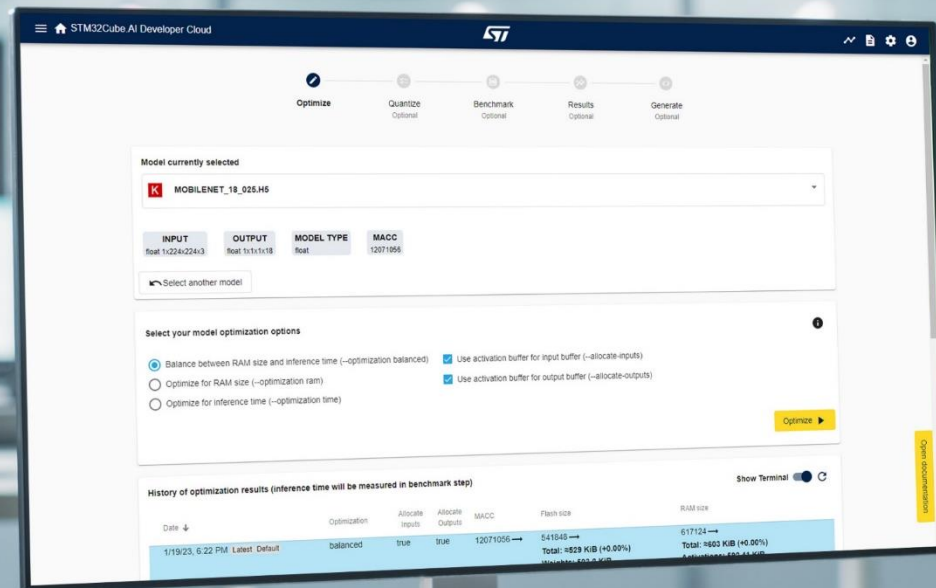 STM32Cube.AI Developer Cloud
ST
Optimize
Quantize
Optional
Benchmark
Optional
Results
Optional
Generate
Optional
Model currently selected
K MOBILENET_18_025.H5
INPUT
float 1x224x224x3
OUTPUT
float 1x1x1x18
MODEL TYPE
float
MACC
12071056
Select another model
Select your model optimization options
Balance between RAM size and inference time (--optimization balanced)
Optimize for RAM size (--optimization ram)
Optimize for inference time (--optimization time)
Use activation buffer for input buffer (--allocate-inputs)
Use activation buffer for output buffer (--allocate-outputs)
Optimize
Open documentation
History of optimization results (inference time will be measured in benchmark step)
Show Terminal
Date Optimization Allocate Inputs Allocate Outputs MACC Flash size RAM size
1/19/23, 6:22 PM Latest Default balanced true true 12071056 541848 617124
Total: ≈529 KiB (+0.00%) Total: ≈603 KiB (+0.00%)